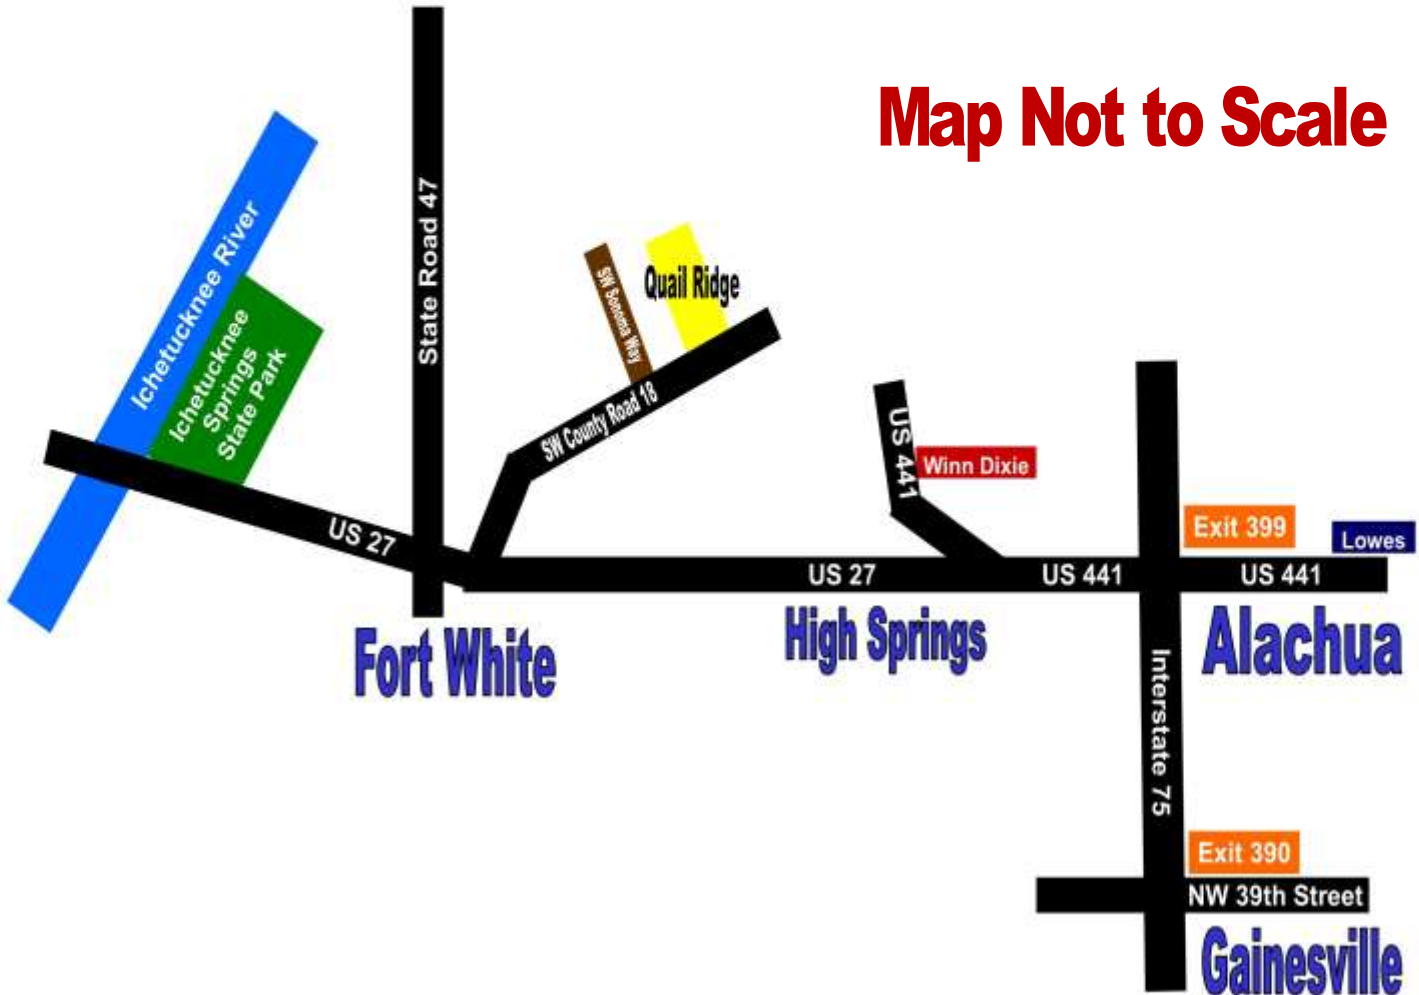 Map Not to Scale
State Road 47
Ichetucknee River
Ichetucknee
Springs
State Park
SW Sonoma Way
Quail Ridge
SW County Road 18
US 441
Winn Dixie
Exit 399
Lowes
US 27
US 27
US 441
US 441
Fort White
High Springs
Alachua
Interstate 75
Exit 390
NW 39th Street
Gainesville